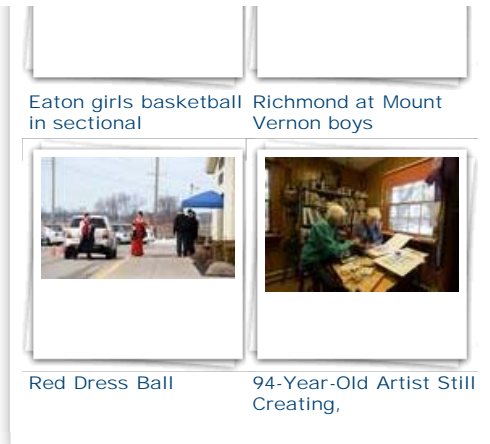 Eaton girls basketball
in sectional
Richmond at Mount
Vernon boys
Red Dress Ball
94-Year-Old Artist Still
Creating,